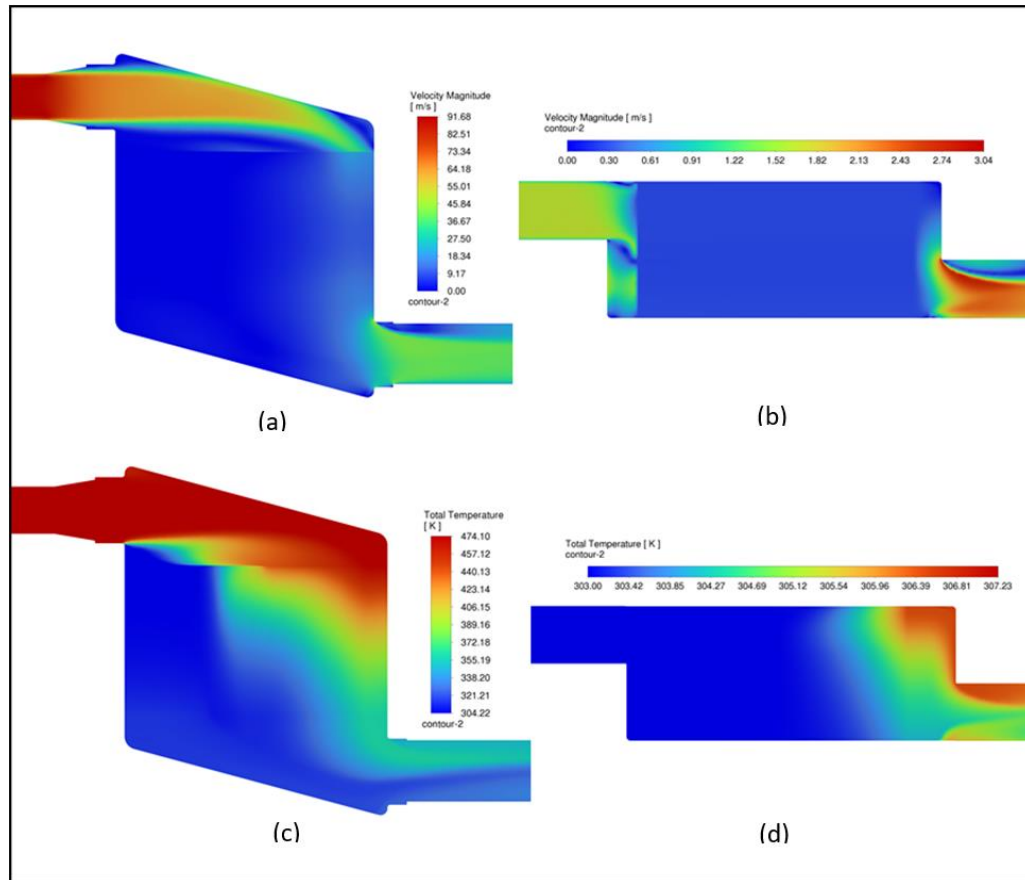 Velocity Magnitude
[ m/s ]
91.68
82.51
73.34
64.18
55.01
45.84
36.67
27.50
18.34
9.17
0.00
contour-2
(a)
Velocity Magnitude [ m/s ]
contour-2
0.00 0.30 0.61 0.91 1.22 1.52 1.82 2.13 2.43 2.74 3.04
(b)
Total Temperature
[ K ]
474.10
457.12
440.13
423.14
406.15
389.16
372.18
355.19
338.20
321.21
304.22
contour-2
(c)
Total Temperature [ K ]
contour-2
303.00 303.42 303.85 304.27 304.69 305.12 305.54 305.96 306.39 306.81 307.23
(d)